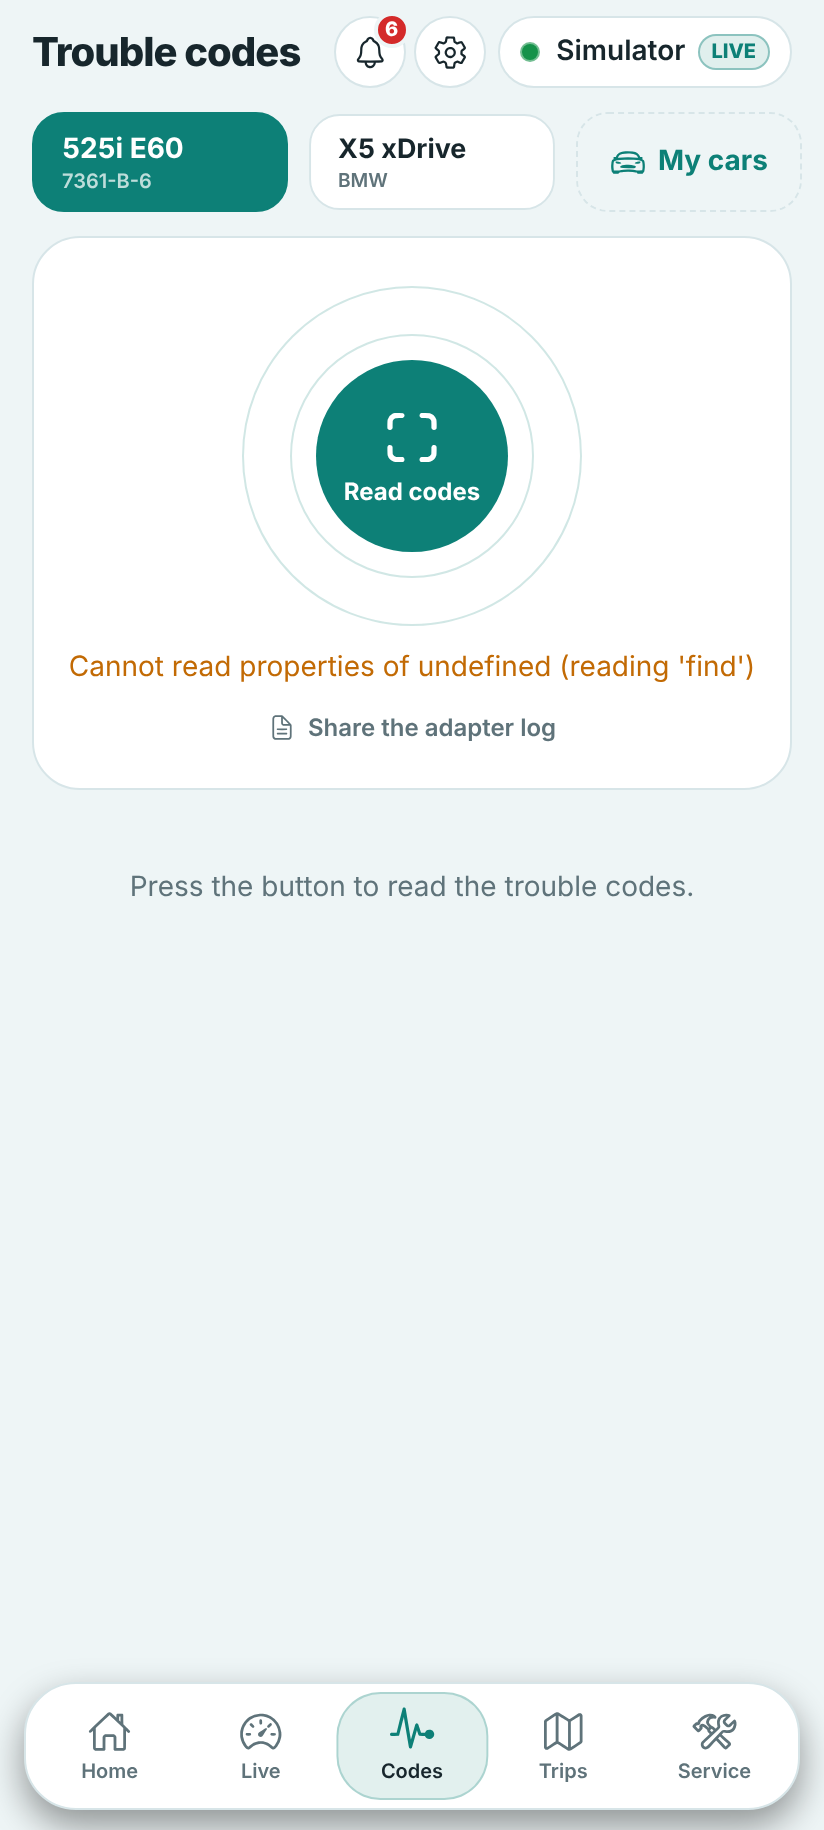 Trouble codes
6
Simulator
LIVE
525i E60
7361-B-6
X5 xDrive
BMW
My cars
Read codes
Cannot read properties of undefined (reading 'find')
Share the adapter log
Press the button to read the trouble codes.
Home
Live
Codes
Trips
Service